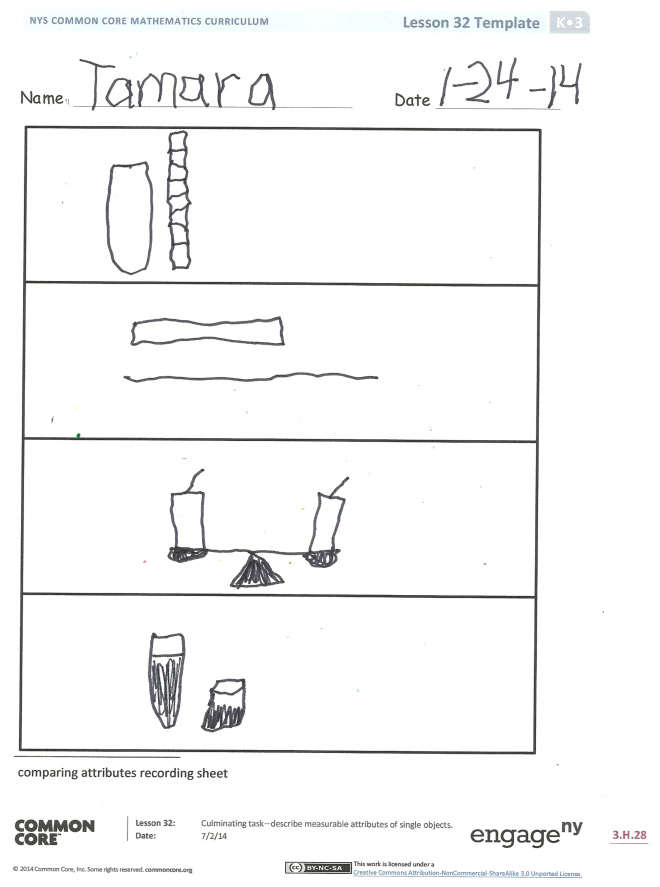 NYS COMMON CORE MATHEMATICS CURRICULUM Lesson 32 Template K•3
Name Tamara Date 1-24-14
comparing attributes recording sheet
COMMON CORE™ Lesson 32: Culminating task—describe measurable attributes of single objects.
Date: 7/2/14
engage ny 3.H.28
© 2014 Common Core, Inc. Some rights reserved. commoncore.org
(cc) BY-NC-SA This work is licensed under a
Creative Commons Attribution-NonCommercial-ShareAlike 3.0 Unported License.